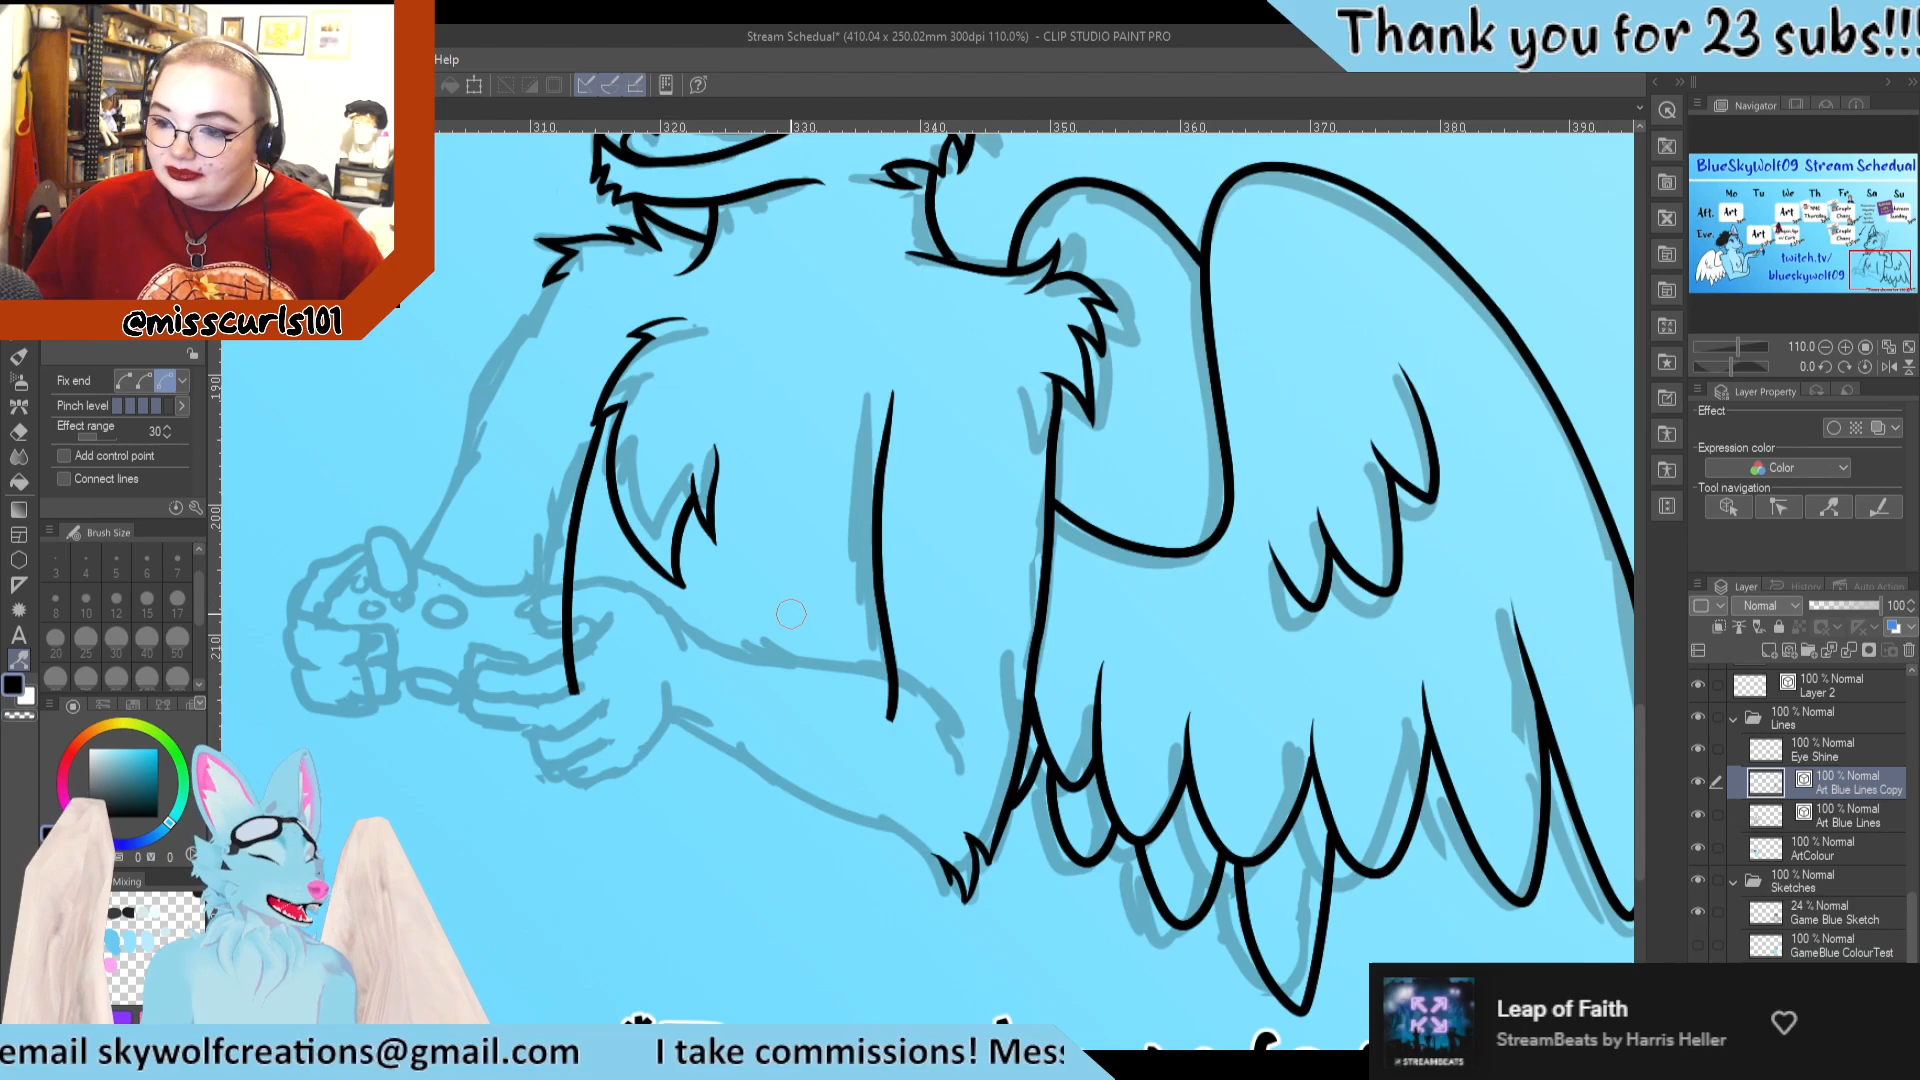 Thank you for 23 subs!!!
Stream Schedual* (410.04 x 250.02mm 300dpi 110.0%) - CLIP STUDIO PAINT PRO
Help
310 320 330 340 350 360 370 380 390
@misscurls101
Navigator
BlueSkyWolf09 Stream Schedual
Mo Tu We Th Fr Sa Su
Aft. Art Art
Eve. Art
twitch.tv/
blueskywolf09
110.0
0.0
Layer Property
Effect
Expression color
Color
Tool navigation
Fix end
Pinch level
Effect range 30
Add control point
Connect lines
Brush Size
3 4 5 6 7
8 10 12 15 17
20 25 30 40 50
190
200
210
Layer History Auto Action
Normal 100
100 % Normal
Layer 2
100 % Normal
Lines
100 % Normal
Eye Shine
100 % Normal
Art Blue Lines Copy
100 % Normal
Art Blue Lines
100 % Normal
ArtColour
100 % Normal
Sketches
24 % Normal
Game Blue Sketch
100 % Normal
GameBlue ColourTest
0 V 0
Mixing
Leap of Faith
StreamBeats by Harris Heller
STREAMBEATS
email skywolfcreations@gmail.com I take commissions! Mess